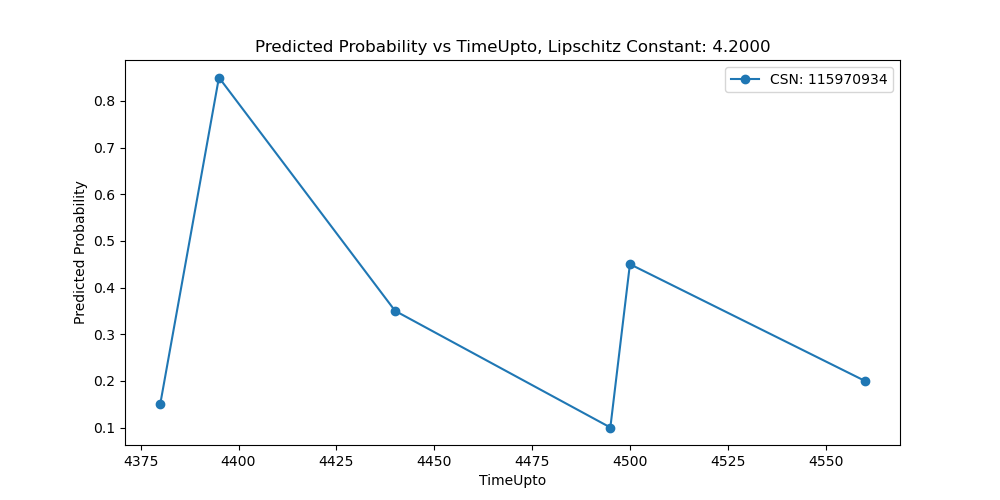 Predicted Probability vs TimeUpto, Lipschitz Constant: 4.2000
CSN: 115970934
Predicted Probability
0.8
0.7
0.6
0.5
0.4
0.3
0.2
0.1
4375 4400 4425 4450 4475 4500 4525 4550
TimeUpto